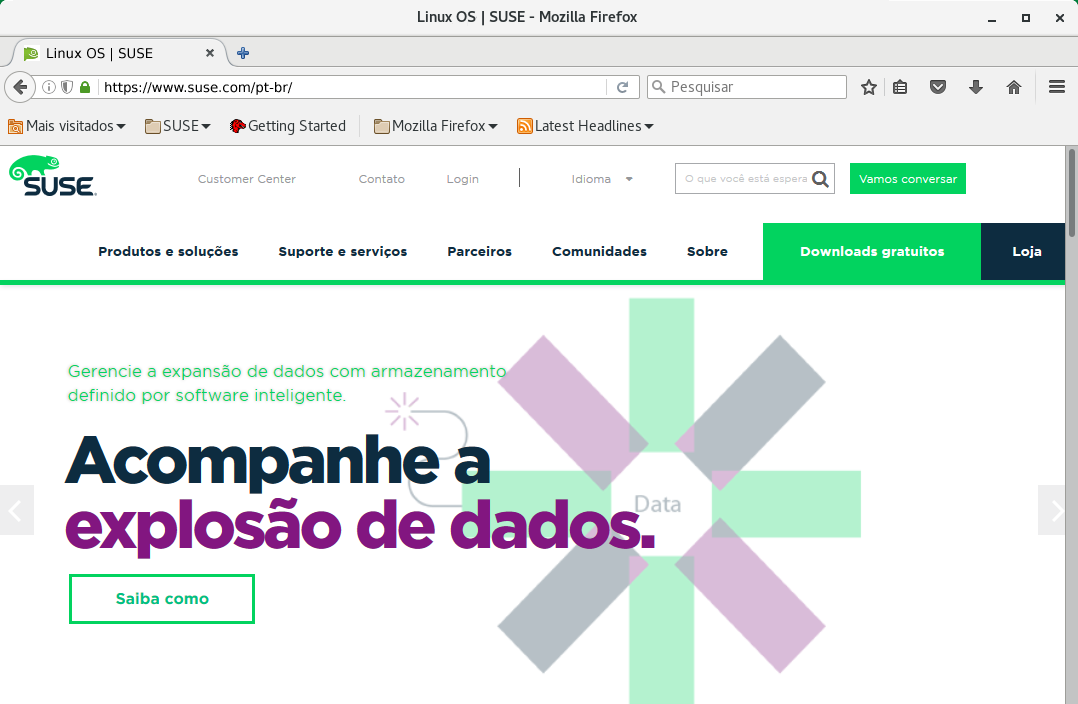 Linux OS | SUSE - Mozilla Firefox
Linux OS | SUSE
https://www.suse.com/pt-br/
Pesquisar
Mais visitados
SUSE
Getting Started
Mozilla Firefox
Latest Headlines
SUSE
Customer Center
Contato
Login
Idioma
O que você está espera
Vamos conversar
Produtos e soluções
Suporte e serviços
Parceiros
Comunidades
Sobre
Downloads gratuitos
Loja
Gerencie a expansão de dados com armazenamento
definido por software inteligente.
Acompanhe a
explosão de dados.
Data
Saiba como